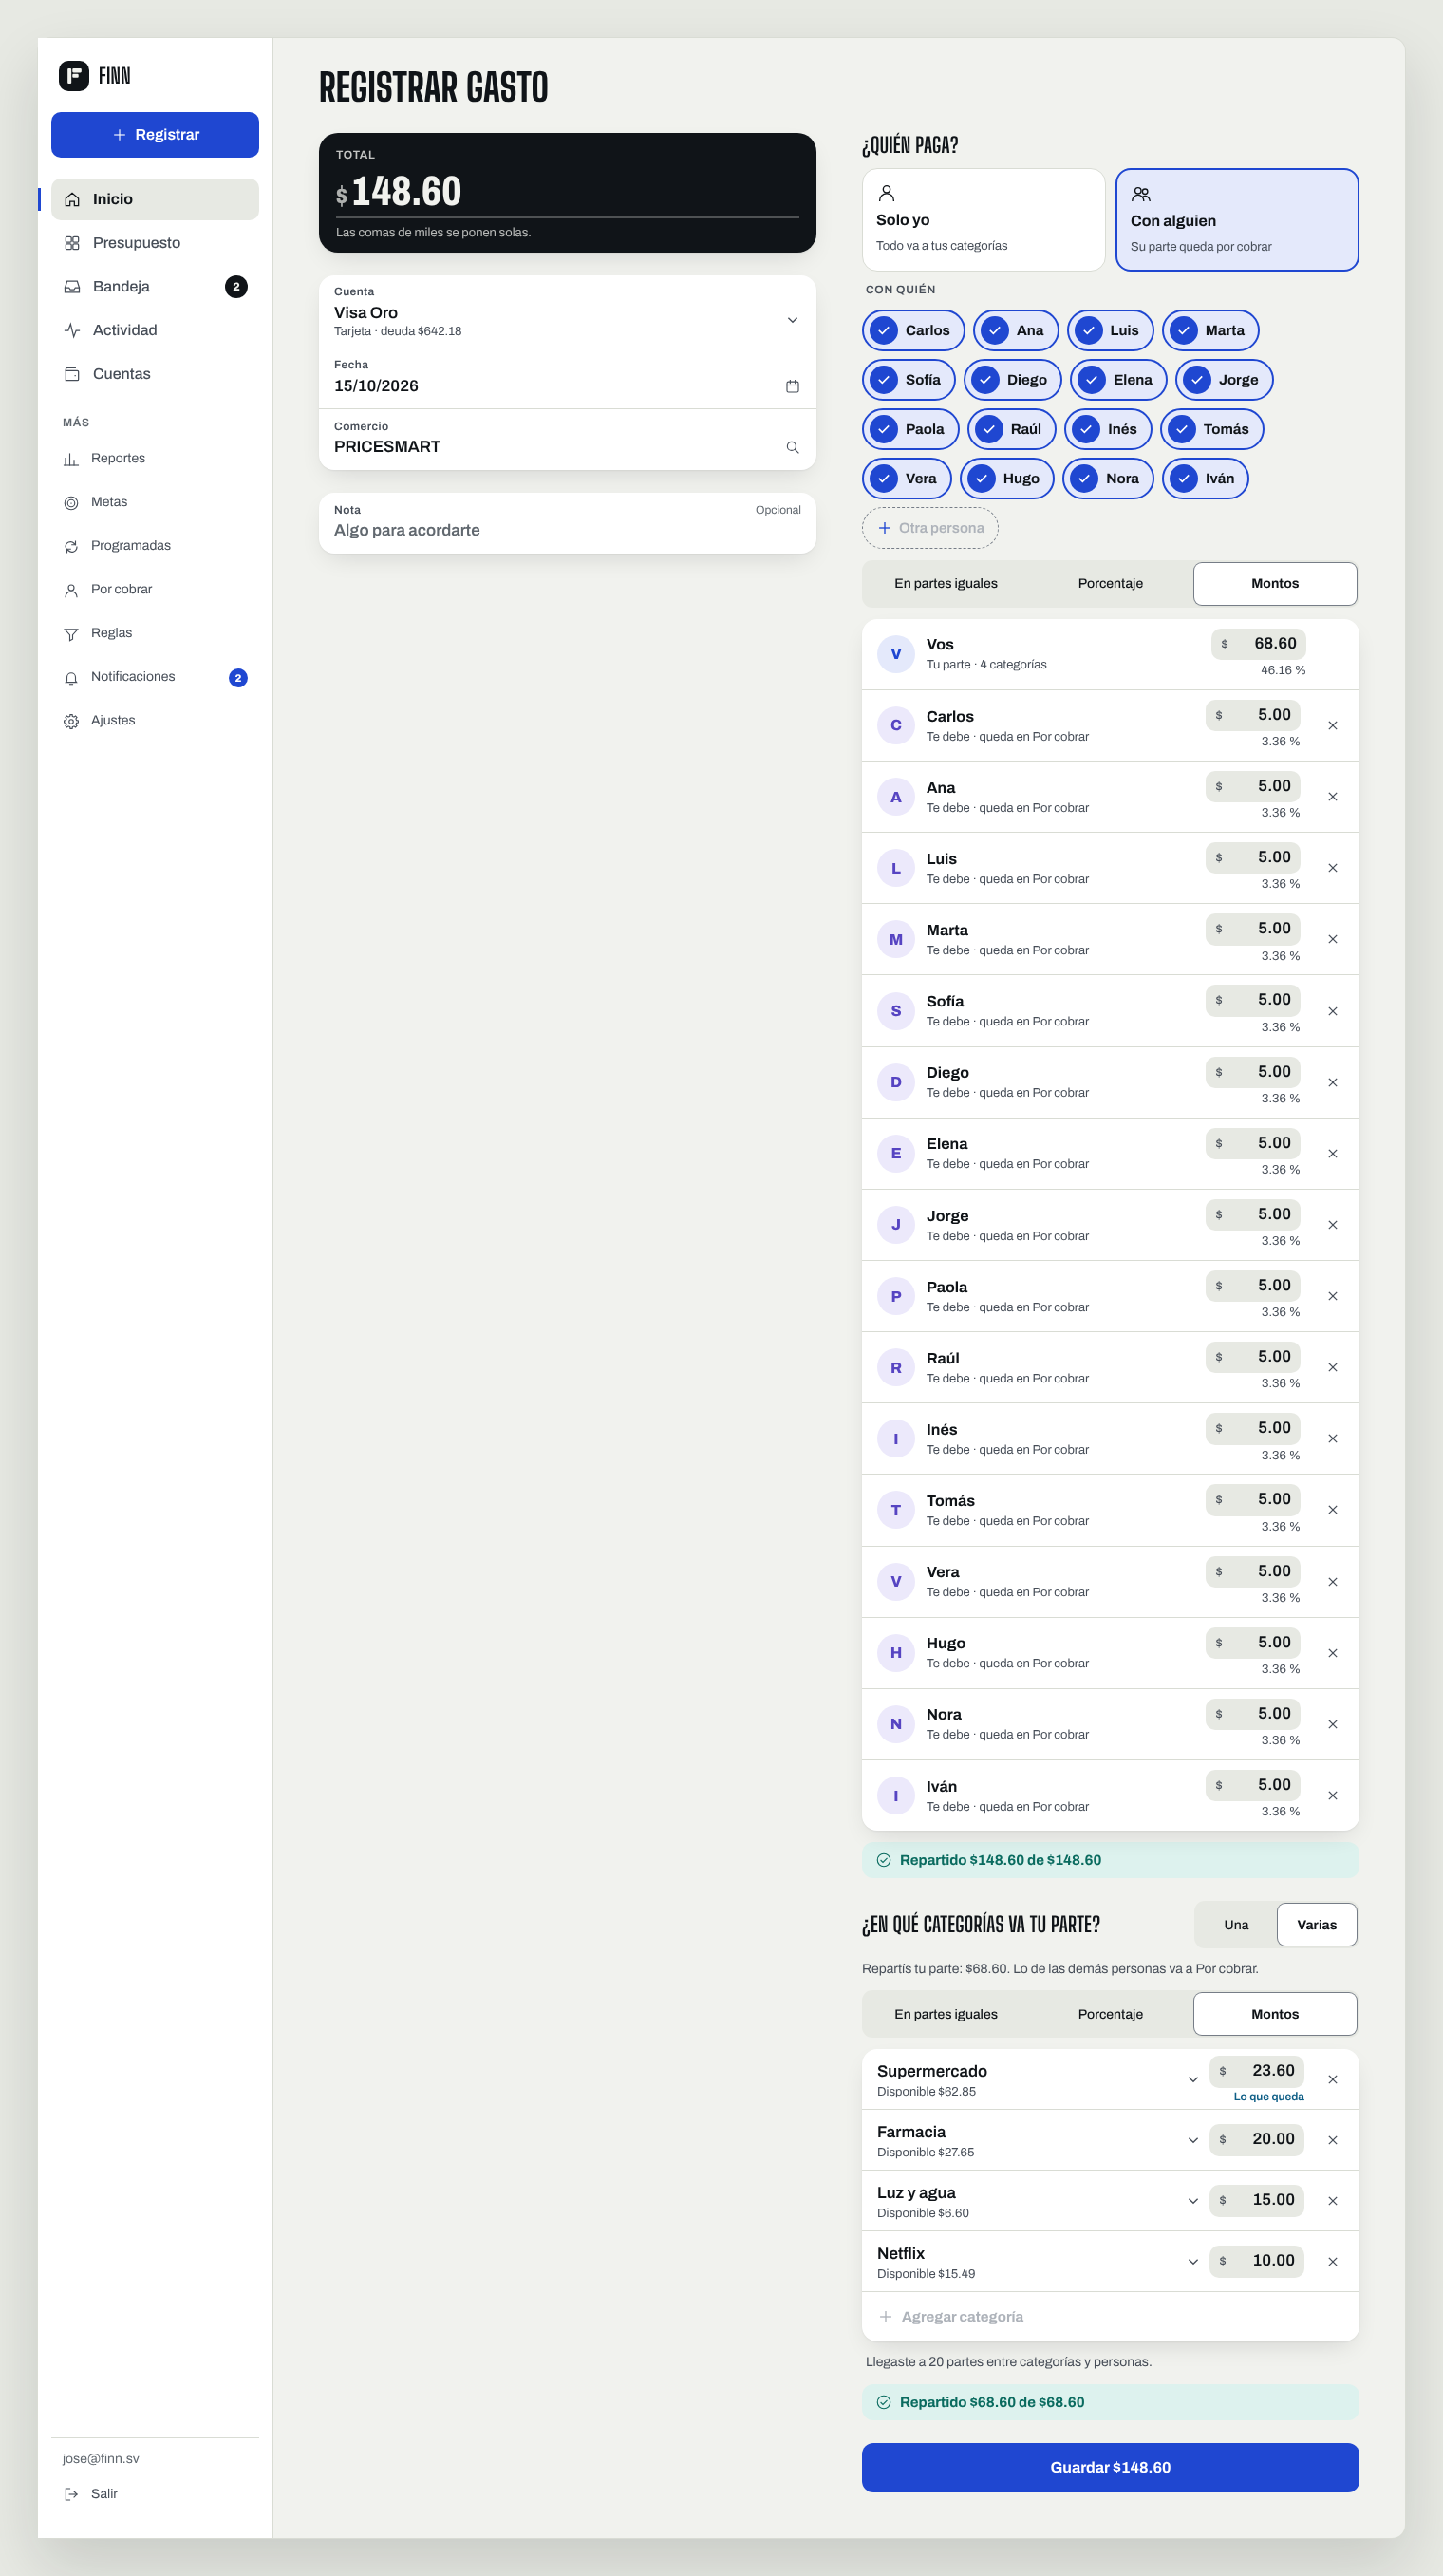 FINN
Registrar
Inicio
Presupuesto
Bandeja 2
Actividad
Cuentas
MÁS
Reportes
Metas
Programadas
Por cobrar
Reglas
Notificaciones 2
Ajustes
jose@finn.sv
Salir
REGISTRAR GASTO
TOTAL
$ 148.60
Las comas de miles se ponen solas.
Cuenta
Visa Oro
Tarjeta · deuda $642.18
Fecha
15/10/2026
Comercio
PRICESMART
Nota Opcional
Algo para acordarte
¿QUIÉN PAGA?
Solo yo
Todo va a tus categorías
Con alguien
Su parte queda por cobrar
CON QUIÉN
Carlos Ana Luis Marta
Sofía Diego Elena Jorge
Paola Raúl Inés Tomás
Vera Hugo Nora Iván
Otra persona
En partes iguales Porcentaje Montos
V Vos $ 68.60
Tu parte · 4 categorías 46.16 %
C Carlos $ 5.00
Te debe · queda en Por cobrar 3.36 %
A Ana $ 5.00
Te debe · queda en Por cobrar 3.36 %
L Luis $ 5.00
Te debe · queda en Por cobrar 3.36 %
M Marta $ 5.00
Te debe · queda en Por cobrar 3.36 %
S Sofía $ 5.00
Te debe · queda en Por cobrar 3.36 %
D Diego $ 5.00
Te debe · queda en Por cobrar 3.36 %
E Elena $ 5.00
Te debe · queda en Por cobrar 3.36 %
J Jorge $ 5.00
Te debe · queda en Por cobrar 3.36 %
P Paola $ 5.00
Te debe · queda en Por cobrar 3.36 %
R Raúl $ 5.00
Te debe · queda en Por cobrar 3.36 %
I Inés $ 5.00
Te debe · queda en Por cobrar 3.36 %
T Tomás $ 5.00
Te debe · queda en Por cobrar 3.36 %
V Vera $ 5.00
Te debe · queda en Por cobrar 3.36 %
H Hugo $ 5.00
Te debe · queda en Por cobrar 3.36 %
N Nora $ 5.00
Te debe · queda en Por cobrar 3.36 %
I Iván $ 5.00
Te debe · queda en Por cobrar 3.36 %
Repartido $148.60 de $148.60
¿EN QUÉ CATEGORÍAS VA TU PARTE? Una Varias
Repartís tu parte: $68.60. Lo de las demás personas va a Por cobrar.
En partes iguales Porcentaje Montos
Supermercado $ 23.60
Disponible $62.85 Lo que queda
Farmacia $ 20.00
Disponible $27.65
Luz y agua $ 15.00
Disponible $6.60
Netflix $ 10.00
Disponible $15.49
Agregar categoría
Llegaste a 20 partes entre categorías y personas.
Repartido $68.60 de $68.60
Guardar $148.60